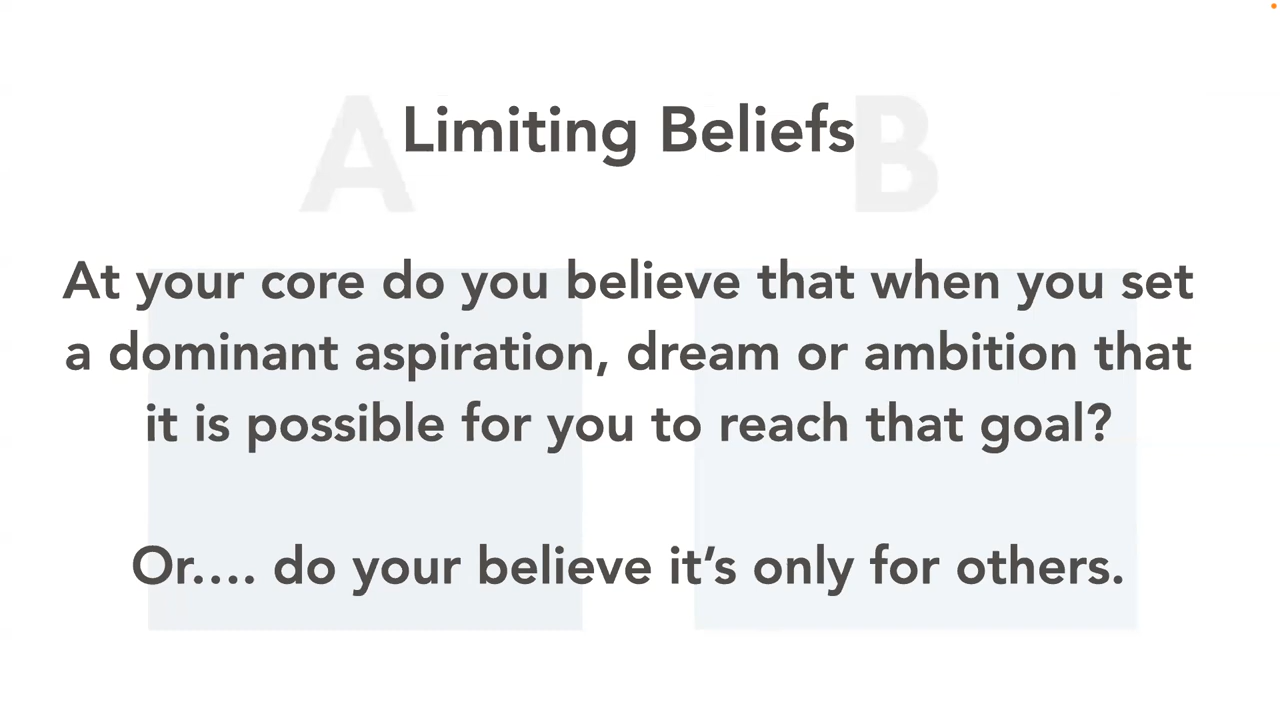 A B
Limiting Beliefs
At your core do you believe that when you set
a dominant aspiration, dream or ambition that
it is possible for you to reach that goal?
Or.... do your believe it’s only for others.